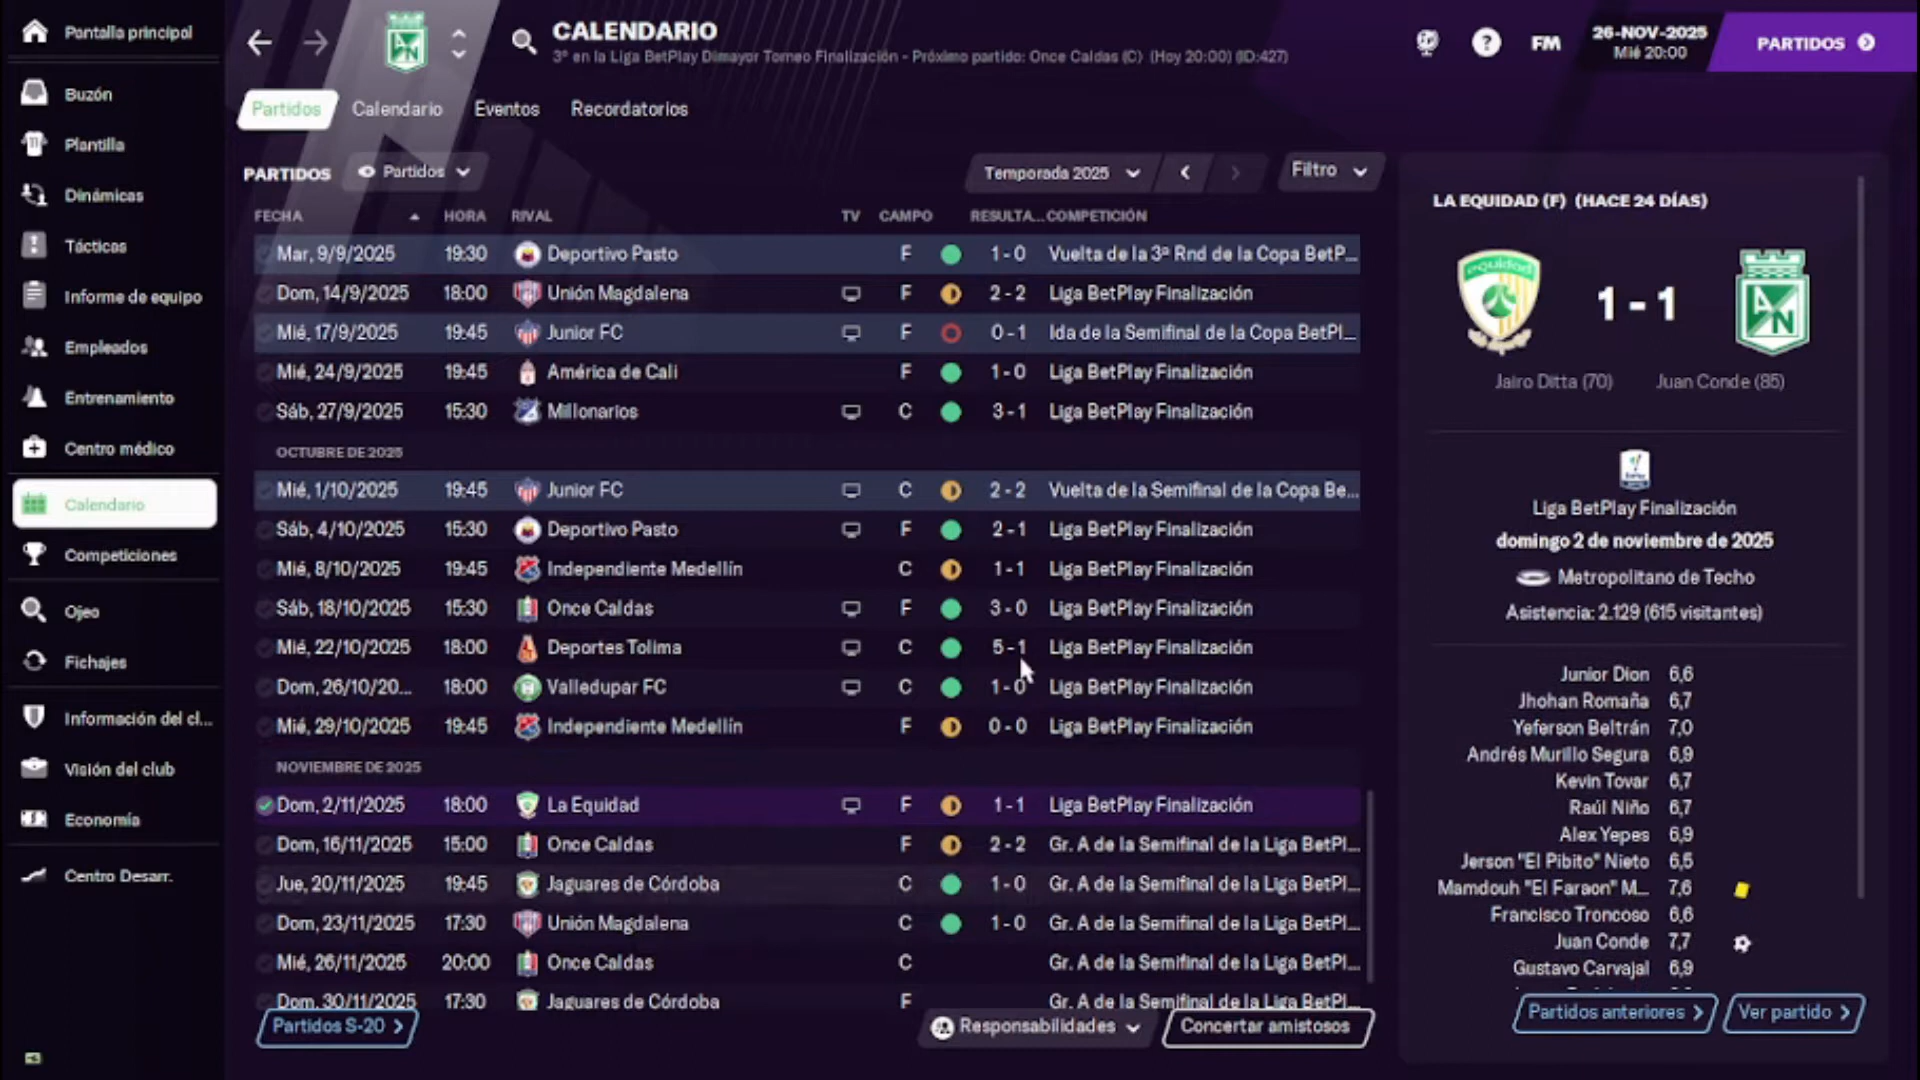 Pantalla principal
Buzón
Plantilla
Dinámicas
Tácticas
Informe de equipo
Empleados
Entrenamiento
Centro médico
Calendario
Competiciones
Ojeo
Fichajes
Información del cl...
Visión del club
Economía
Centro Desarr.
CALENDARIO
3º en la Liga BetPlay Dimayor Torneo Finalización - Próximo partido: Once Caldas (C) (Hoy 20:00) (ID:427)
? FM
26-NOV-2025
Mié 20:00
PARTIDOS
Partidos Calendario Eventos Recordatorios
PARTIDOS Partidos Temporada 2025 Filtro
FECHA HORA RIVAL TV CAMPO RESULTA... COMPETICIÓN
Mar, 9/9/2025 19:30 Deportivo Pasto F 1 - 0 Vuelta de la 3ª Rnd de la Copa BetP...
Dom, 14/9/2025 18:00 Unión Magdalena F 2 - 2 Liga BetPlay Finalización
Mié, 17/9/2025 19:45 Junior FC F 0 - 1 Ida de la Semifinal de la Copa BetPl...
Mié, 24/9/2025 19:45 América de Cali F 1 - 0 Liga BetPlay Finalización
Sáb, 27/9/2025 15:30 Millonarios C 3 - 1 Liga BetPlay Finalización
OCTUBRE DE 2025
Mié, 1/10/2025 19:45 Junior FC C 2 - 2 Vuelta de la Semifinal de la Copa Be...
Sáb, 4/10/2025 15:30 Deportivo Pasto F 2 - 1 Liga BetPlay Finalización
Mié, 8/10/2025 19:45 Independiente Medellín C 1 - 1 Liga BetPlay Finalización
Sáb, 18/10/2025 15:30 Once Caldas F 3 - 0 Liga BetPlay Finalización
Mié, 22/10/2025 18:00 Deportes Tolima C 5 - 1 Liga BetPlay Finalización
Dom, 26/10/20... 18:00 Valledupar FC C 1 - 0 Liga BetPlay Finalización
Mié, 29/10/2025 19:45 Independiente Medellín F 0 - 0 Liga BetPlay Finalización
NOVIEMBRE DE 2025
Dom, 2/11/2025 18:00 La Equidad F 1 - 1 Liga BetPlay Finalización
Dom, 16/11/2025 15:00 Once Caldas F 2 - 2 Gr. A de la Semifinal de la Liga BetPl...
Jue, 20/11/2025 19:45 Jaguares de Córdoba C 1 - 0 Gr. A de la Semifinal de la Liga BetPl...
Dom, 23/11/2025 17:30 Unión Magdalena C 1 - 0 Gr. A de la Semifinal de la Liga BetPl...
Mié, 26/11/2025 20:00 Once Caldas C Gr. A de la Semifinal de la Liga BetPl...
Dom, 30/11/2025 17:30 Jaguares de Córdoba F Gr. A de la Semifinal de la Liga BetPl...
Partidos S-20 Responsabilidades Concertar amistosos
LA EQUIDAD (F) (HACE 24 DÍAS)
equidad
1 - 1
AN
Jairo Ditta (70) Juan Conde (85)
Liga BetPlay Finalización
domingo 2 de noviembre de 2025
Metropolitano de Techo
Asistencia: 2.129 (615 visitantes)
Junior Dion 6,6
Jhohan Romaña 6,7
Yeferson Beltrán 7,0
Andrés Murillo Segura 6,9
Kevin Tovar 6,7
Raúl Niño 6,7
Alex Yepes 6,9
Jerson "El Pibito" Nieto 6,5
Mamdouh "El Faraon" M... 7,6
Francisco Troncoso 6,6
Juan Conde 7,7
Gustavo Carvajal 6,9
Partidos anteriores Ver partido